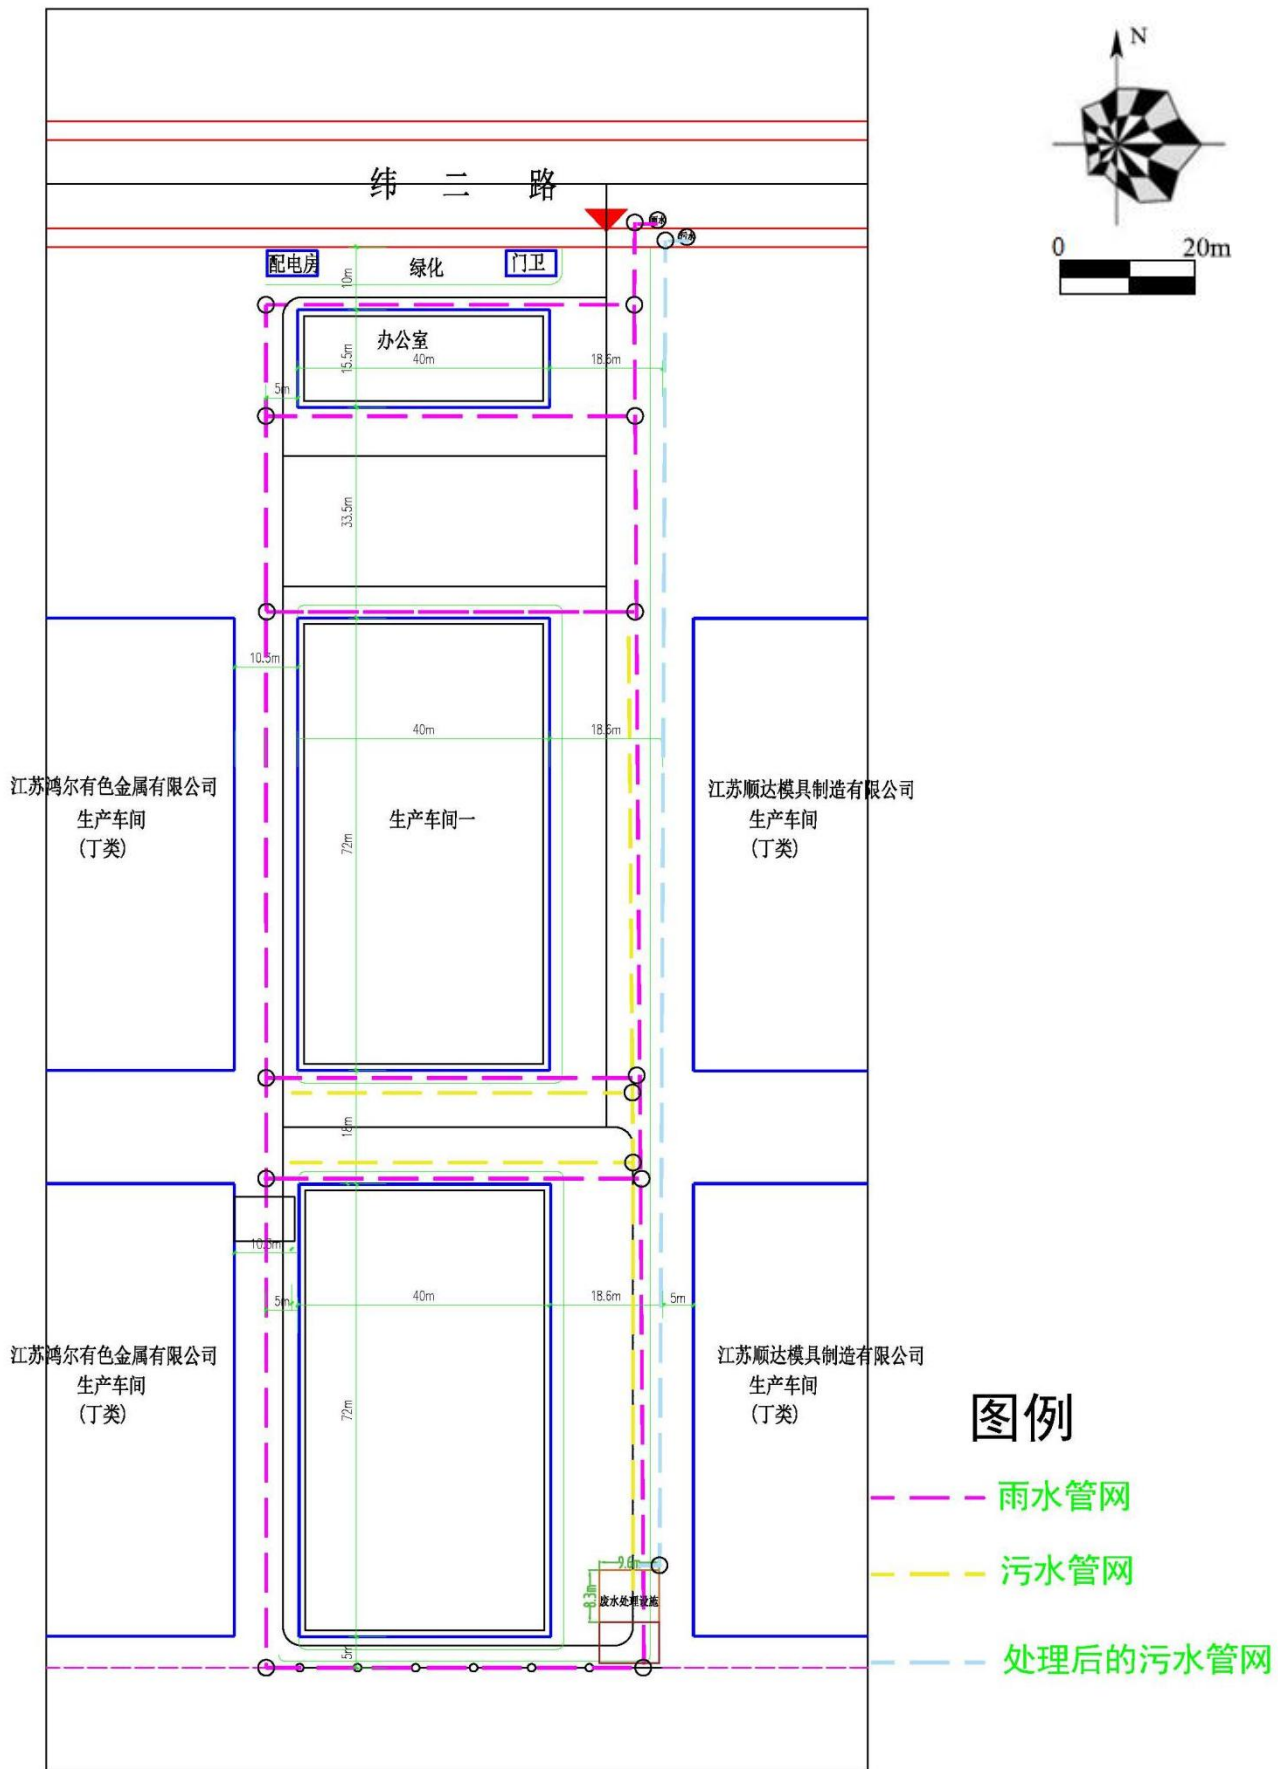 N
0 20m
纬 二 路
雨水
配电房
绿化
门卫
10m
办公室
15.5m
40m
18.6m
5m
33.5m
10.5m
40m
18.6m
江苏鸿尔有色金属有限公司
生产车间
(丁类)
生产车间一
72m
江苏顺达模具制造有限公司
生产车间
(丁类)
18m
5m
40m
18.6m
5m
江苏鸿尔有色金属有限公司
生产车间
(丁类)
72m
江苏顺达模具制造有限公司
生产车间
(丁类)
9.6m
8.3m
废水处理设施
5m
图例
雨水管网
污水管网
处理后的污水管网